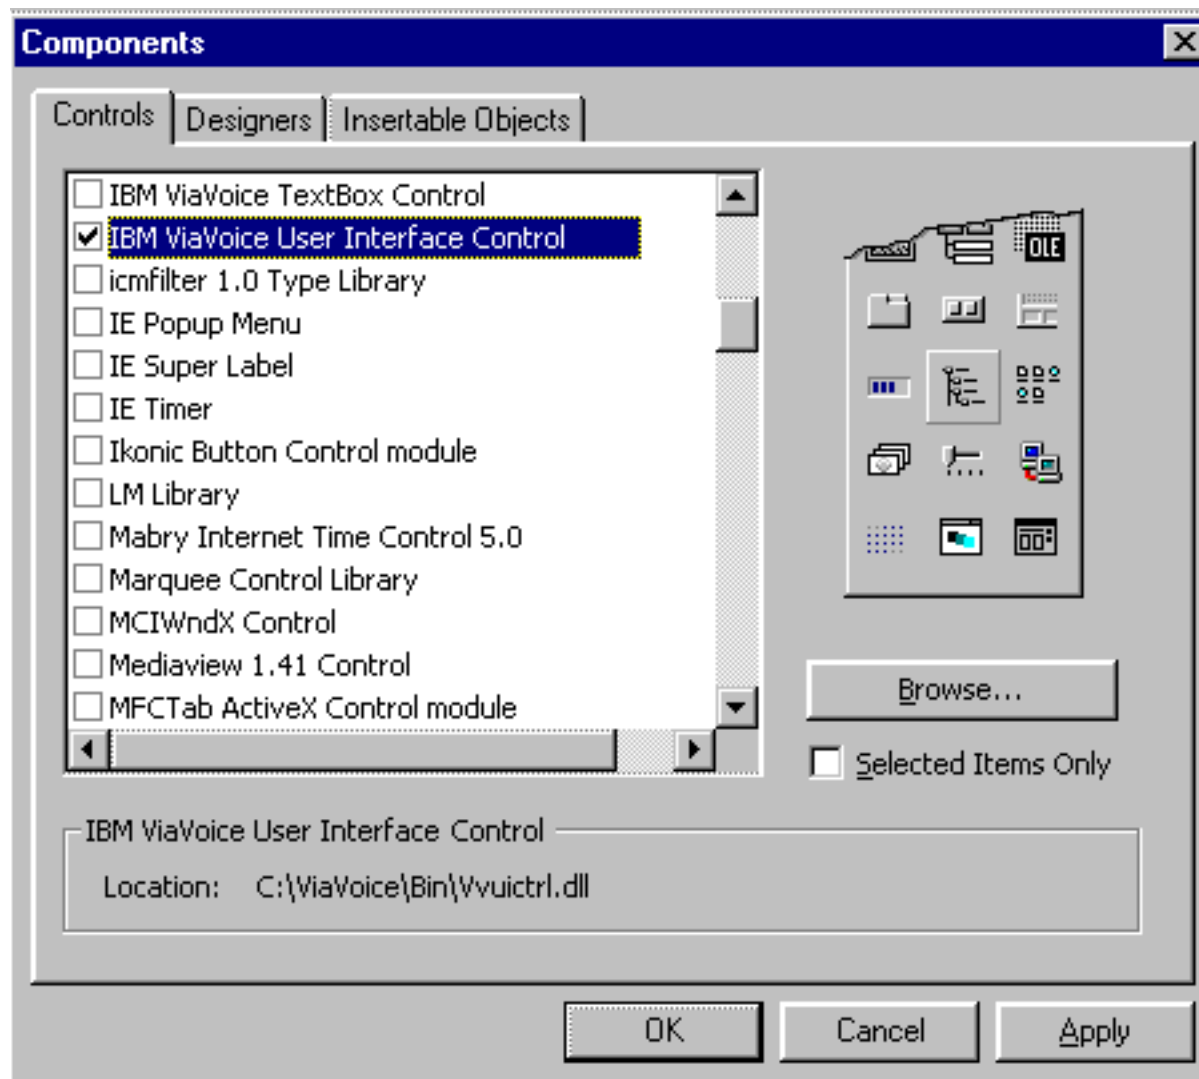 Components
Controls
Designers
Insertable Objects
IBM ViaVoice TextBox Control
IBM ViaVoice User Interface Control
icmfilter 1.0 Type Library
IE Popup Menu
IE Super Label
IE Timer
Ikonic Button Control module
LM Library
Mabry Internet Time Control 5.0
Marquee Control Library
MCIWndX Control
Mediaview 1.41 Control
MFCTab ActiveX Control module
OLE
Browse...
Selected Items Only
IBM ViaVoice User Interface Control
Location: C:\ViaVoice\Bin\Vvuictrl.dll
OK
Cancel
Apply